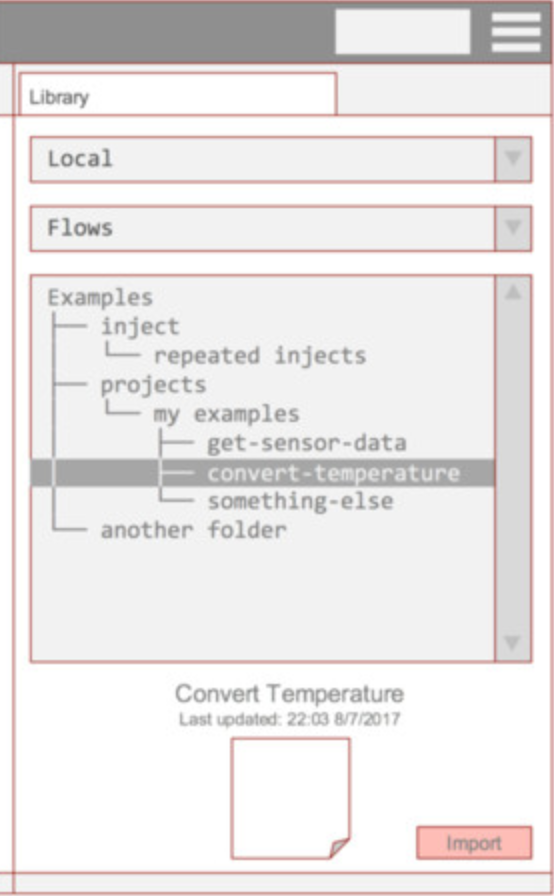 Library
Local
Flows
Examples
inject
repeated injects
projects
my examples
get-sensor-data
convert-temperature
something-else
another folder
Convert Temperature
Last updated: 22:03 8/7/2017
Import